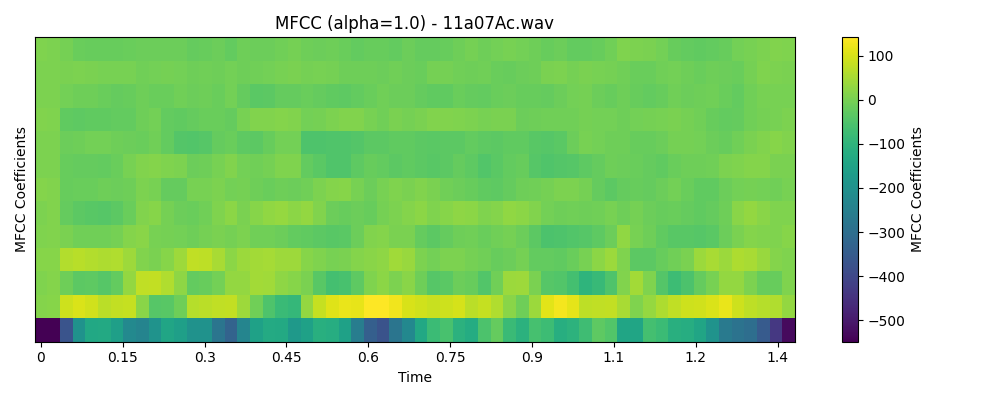 MFCC (alpha=1.0) - 11a07Ac.wav
MFCC Coefficients
0 0.15 0.3 0.45 0.6 0.75 0.9 1.1 1.2 1.4
Time
100
0
−100
−200
−300
−400
−500
MFCC Coefficients